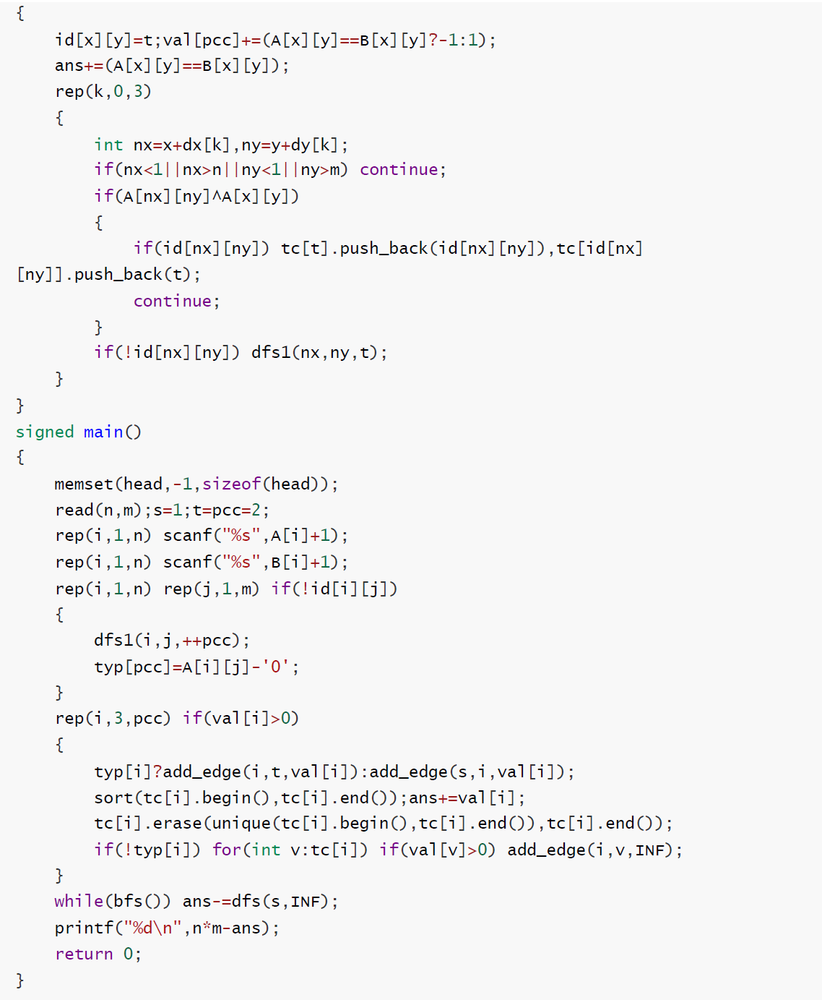 {
    id[x][y]=t;val[pcc]+=(A[x][y]==B[x][y]?-1:1);
    ans+=(A[x][y]==B[x][y]);
    rep(k,0,3)
    {
        int nx=x+dx[k],ny=y+dy[k];
        if(nx<1||nx>n||ny<1||ny>m) continue;
        if(A[nx][ny]^A[x][y])
        {
            if(id[nx][ny]) tc[t].push_back(id[nx][ny]),tc[id[nx]
[ny]].push_back(t);
            continue;
        }
        if(!id[nx][ny]) dfs1(nx,ny,t);
    }
}
signed main()
{
    memset(head,-1,sizeof(head));
    read(n,m);s=1;t=pcc=2;
    rep(i,1,n) scanf("%s",A[i]+1);
    rep(i,1,n) scanf("%s",B[i]+1);
    rep(i,1,n) rep(j,1,m) if(!id[i][j])
    {
        dfs1(i,j,++pcc);
        typ[pcc]=A[i][j]-'0';
    }
    rep(i,3,pcc) if(val[i]>0)
    {
        typ[i]?add_edge(i,t,val[i]):add_edge(s,i,val[i]);
        sort(tc[i].begin(),tc[i].end());ans+=val[i];
        tc[i].erase(unique(tc[i].begin(),tc[i].end()),tc[i].end());
        if(!typ[i]) for(int v:tc[i]) if(val[v]>0) add_edge(i,v,INF);
    }
    while(bfs()) ans-=dfs(s,INF);
    printf("%d\n",n*m-ans);
    return 0;
}